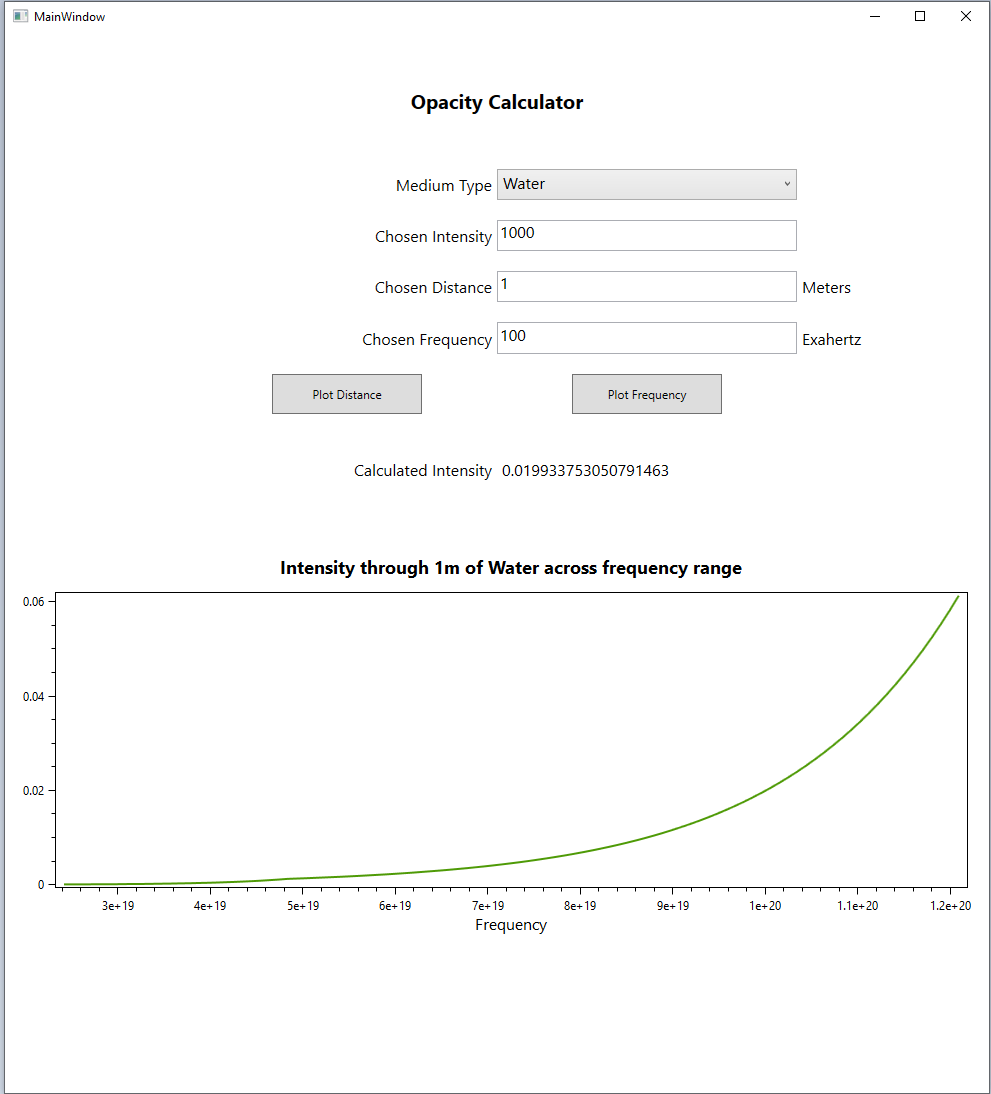 MainWindow
Opacity Calculator
Medium Type Water
Chosen Intensity 1000
Chosen Distance 1 Meters
Chosen Frequency 100 Exahertz
Plot Distance Plot Frequency
Calculated Intensity 0.019933753050791463
Intensity through 1m of Water across frequency range
0.06
0.04
0.02
0
3e+19 4e+19 5e+19 6e+19 7e+19 8e+19 9e+19 1e+20 1.1e+20 1.2e+20
Frequency